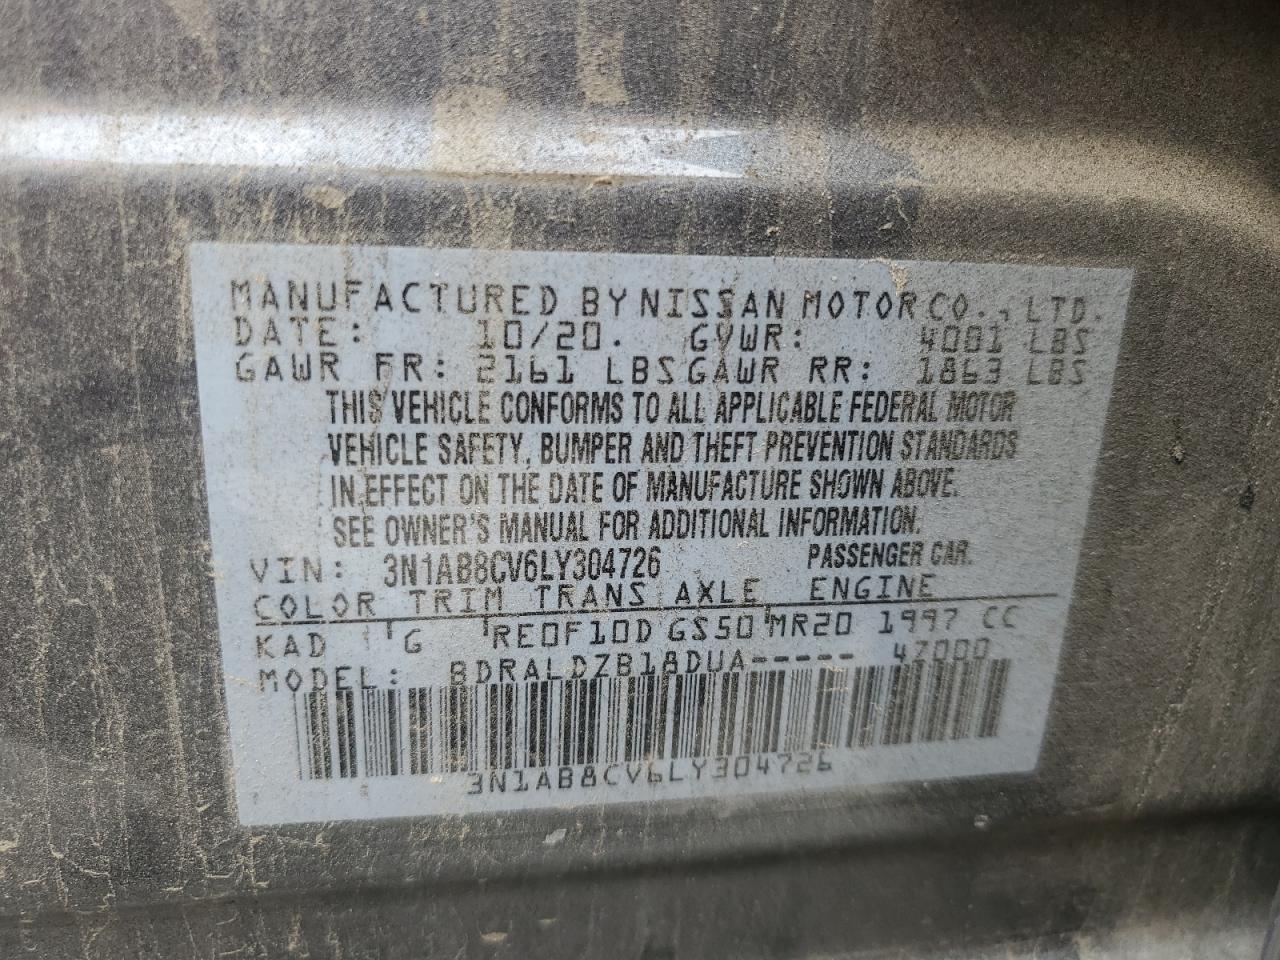 MANUFACTURED BY NISSAN MOTOR CO., LTD.
DATE: 10/20. GVWR: 4081 LBS
GAWR FR: 2161 LBS GAWR RR: 1863 LBS
THIS VEHICLE CONFORMS TO ALL APPLICABLE FEDERAL MOTOR
VEHICLE SAFETY, BUMPER AND THEFT PREVENTION STANDARDS
IN EFFECT ON THE DATE OF MANUFACTURE SHOWN ABOVE.
SEE OWNER'S MANUAL FOR ADDITIONAL INFORMATION.
VIN: 3N1AB8CV6LY304726 PASSENGER CAR.
COLOR TRIM TRANS AXLE ENGINE
KAD G RE0F10D GS50 MR20 1997 CC
MODEL: BDRALDZB18DUA----- 47000
3N1AB8CV6LY304726